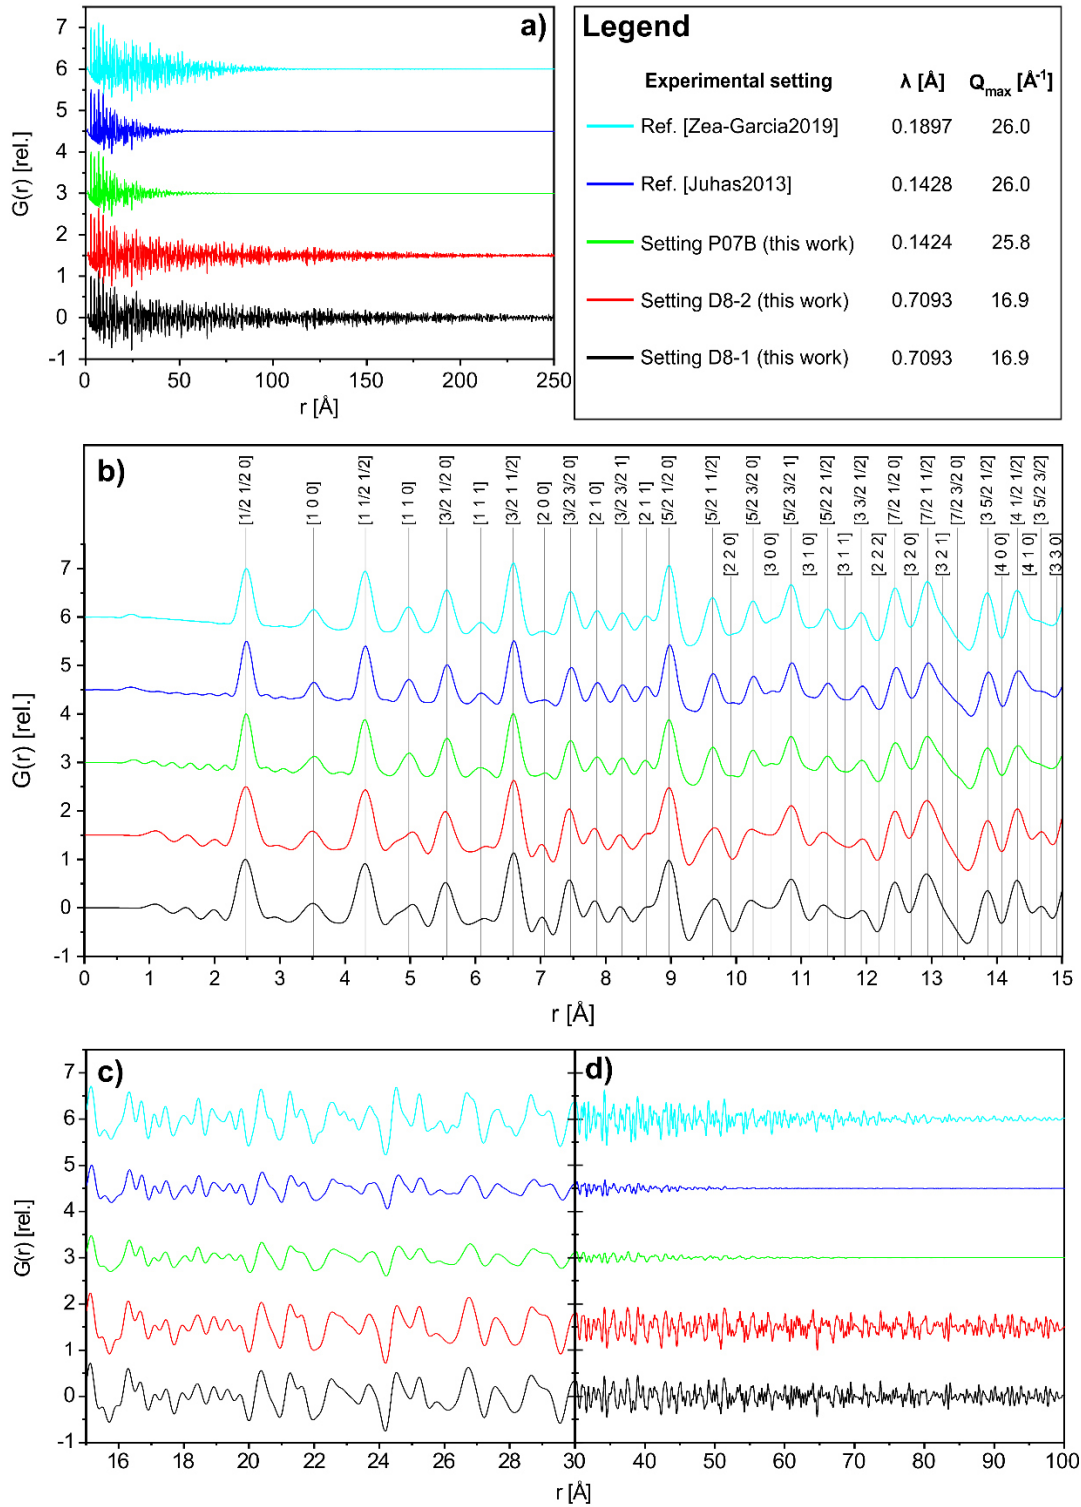 a)
7
6
5
4
3
2
1
0
-1
G(r) [rel.]
0
50
100
150
200
250
r [Å]
Legend
Experimental setting λ [Å] Qmax [Å-1]
Ref. [Zea-Garcia2019] 0.1897 26.0
Ref. [Juhas2013] 0.1428 26.0
Setting P07B (this work) 0.1424 25.8
Setting D8-2 (this work) 0.7093 16.9
Setting D8-1 (this work) 0.7093 16.9
b)
[1/2 1/2 0]
[1 0 0]
[1 1/2 1/2]
[1 1 0]
[3/2 1/2 0]
[1 1 1]
[3/2 1 1/2]
[2 0 0]
[3/2 3/2 0]
[2 1 0]
[3/2 3/2 1]
[2 1 1]
[5/2 1/2 0]
[5/2 1 1/2]
[2 2 0]
[5/2 3/2 0]
[3 0 0]
[5/2 3/2 1]
[3 1 0]
[5/2 2 1/2]
[3 1 1]
[3 3/2 1/2]
[2 2 2]
[7/2 1/2 0]
[3 2 0]
[7/2 1 1/2]
[3 2 1]
[7/2 3/2 0]
[3 5/2 1/2]
[4 0 0]
[4 1/2 1/2]
[4 1 0]
[3 5/2 3/2]
[3 3 0]
7
6
5
4
3
2
1
0
-1
G(r) [rel.]
0
1
2
3
4
5
6
7
8
9
10
11
12
13
14
15
r [Å]
c)
7
6
5
4
3
2
1
0
-1
G(r) [rel.]
16
18
20
22
24
26
28
30
r [Å]
d)
40
50
60
70
80
90
100
r [Å]